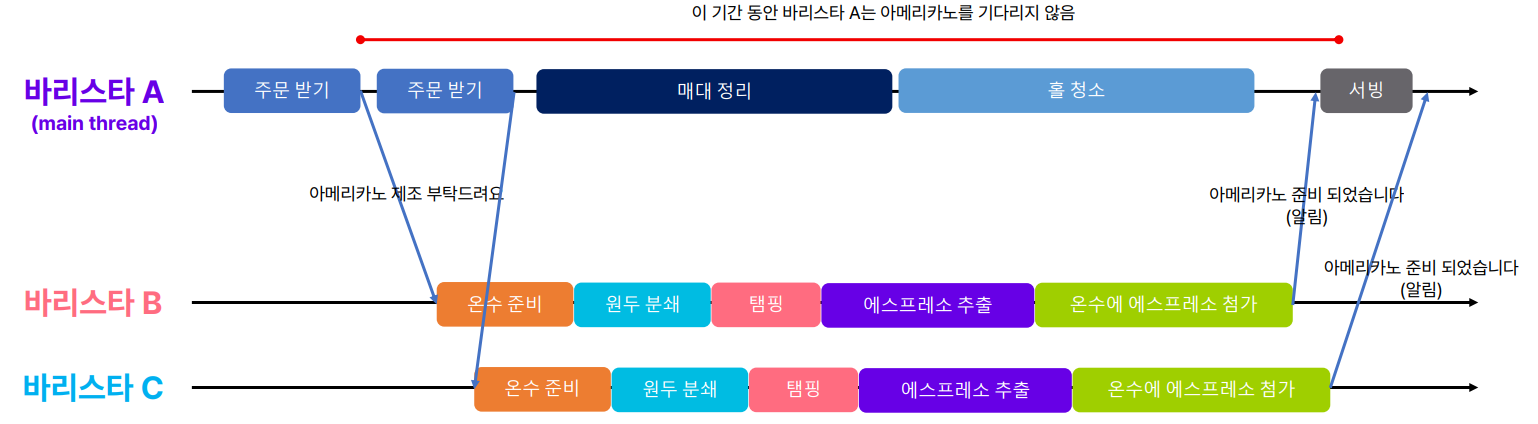 이 기간 동안 바리스타 A는 아메리카노를 기다리지 않음
바리스타 A
(main thread)
주문 받기
주문 받기
매대 정리
홀 청소
서빙
아메리카노 제조 부탁드려요
아메리카노 준비 되었습니다
(알림)
아메리카노 준비 되었습니다
(알림)
바리스타 B
온수 준비
원두 분쇄
탬핑
에스프레소 추출
온수에 에스프레소 첨가
바리스타 C
온수 준비
원두 분쇄
탬핑
에스프레소 추출
온수에 에스프레소 첨가